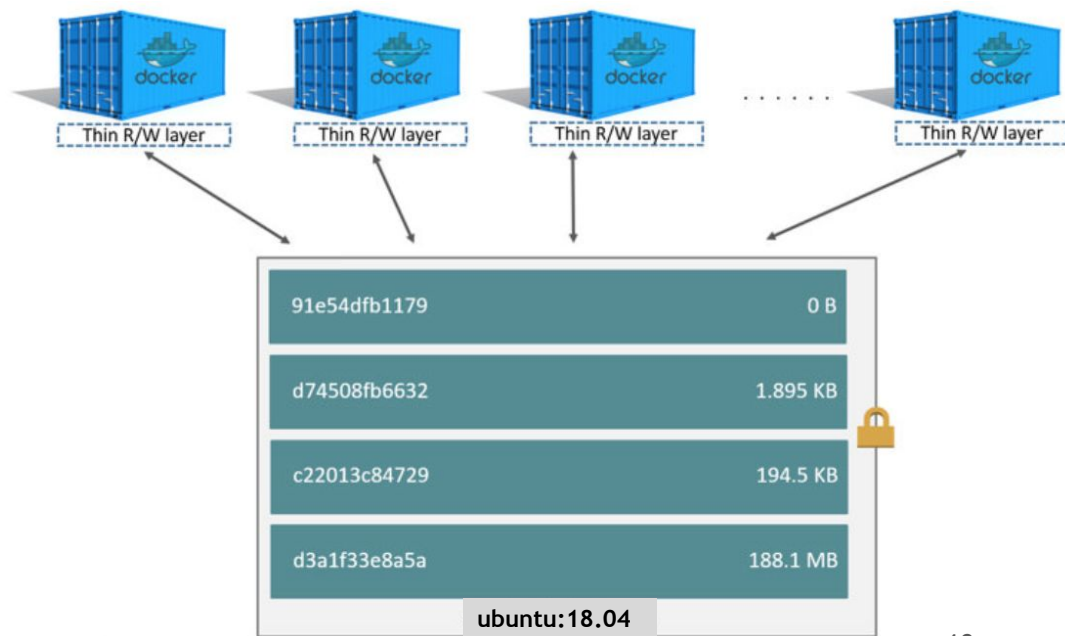 docker docker docker docker
. . . . . .
Thin R/W layer Thin R/W layer Thin R/W layer Thin R/W layer
91e54dfb1179 0 B
d74508fb6632 1.895 KB
c22013c84729 194.5 KB
d3a1f33e8a5a 188.1 MB
ubuntu:18.04